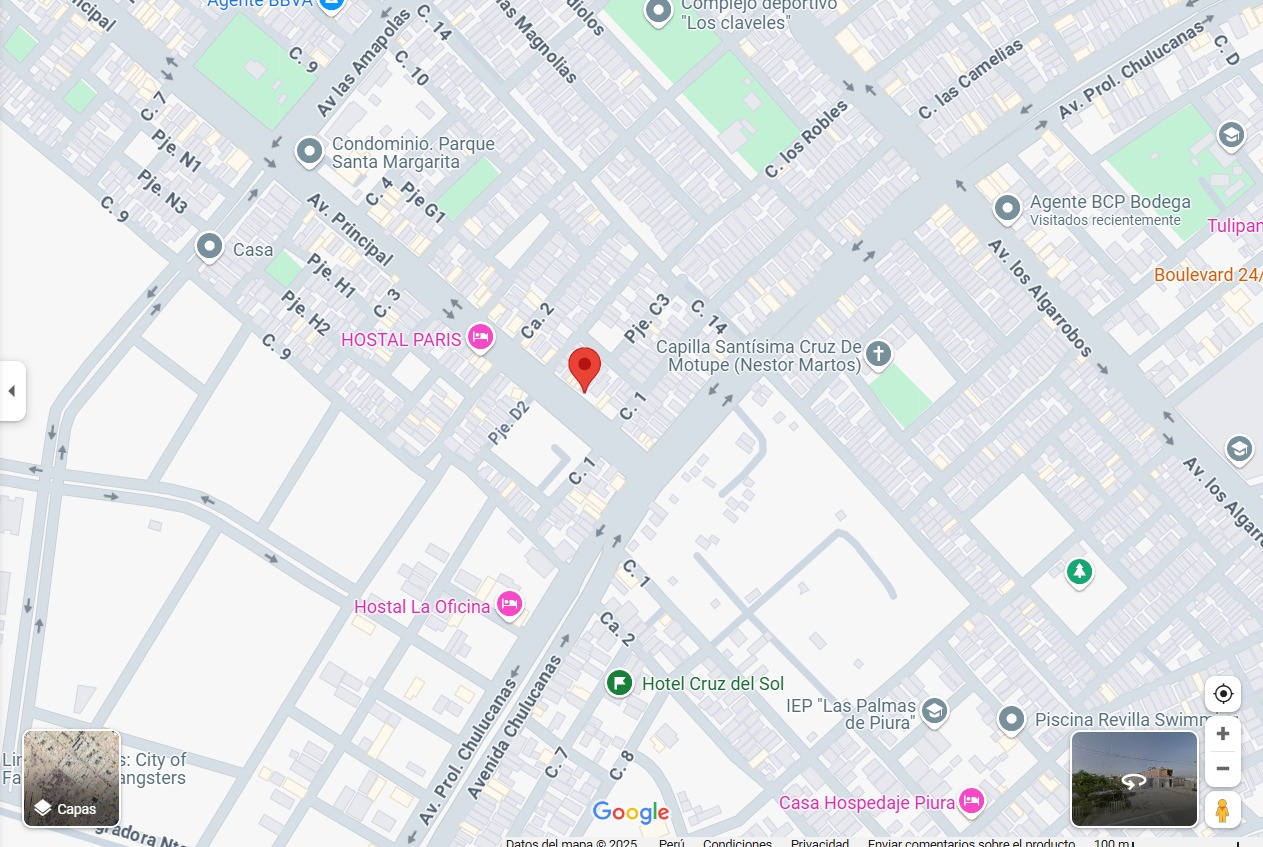 Agente BBVA
C. 14
Av las Amapolas
C. 9
C. 10
C. 7
Pje. N1
Pje. N3
C. 9
Condominio. Parque
Santa Margarita
C. 4
Pje G1
Av. Principal
Casa
Pje. H1
Pje. H2
C. 3
C. 9
HOSTAL PARIS
Ca. 2
Pje. C3
C. 14
Complejo deportivo
"Los claveles"
Magnolias
C. los Robles
C. las Camelias
Av. Prol. Chulucanas
C. D
Agente BCP Bodega
Visitados recientemente
Tulipan
Boulevard 24/
Av. los Algarrobos
Capilla Santísima Cruz De
Motupe (Nestor Martos)
C. 1
Pje. D2
C. 1
Av. los Algarr
C. 1
Hostal La Oficina
Ca. 2
Hotel Cruz del Sol
IEP "Las Palmas
de Piura"
Piscina Revilla Swimm
Av. Prol. Chulucanas
Avenida Chulucanas
C. 7
C. 8
Casa Hospedaje Piura
s: City of
angsters
Capas
Google
Datos del mapa © 2025 Perú Condiciones Privacidad Enviar comentarios sobre el producto 100 m